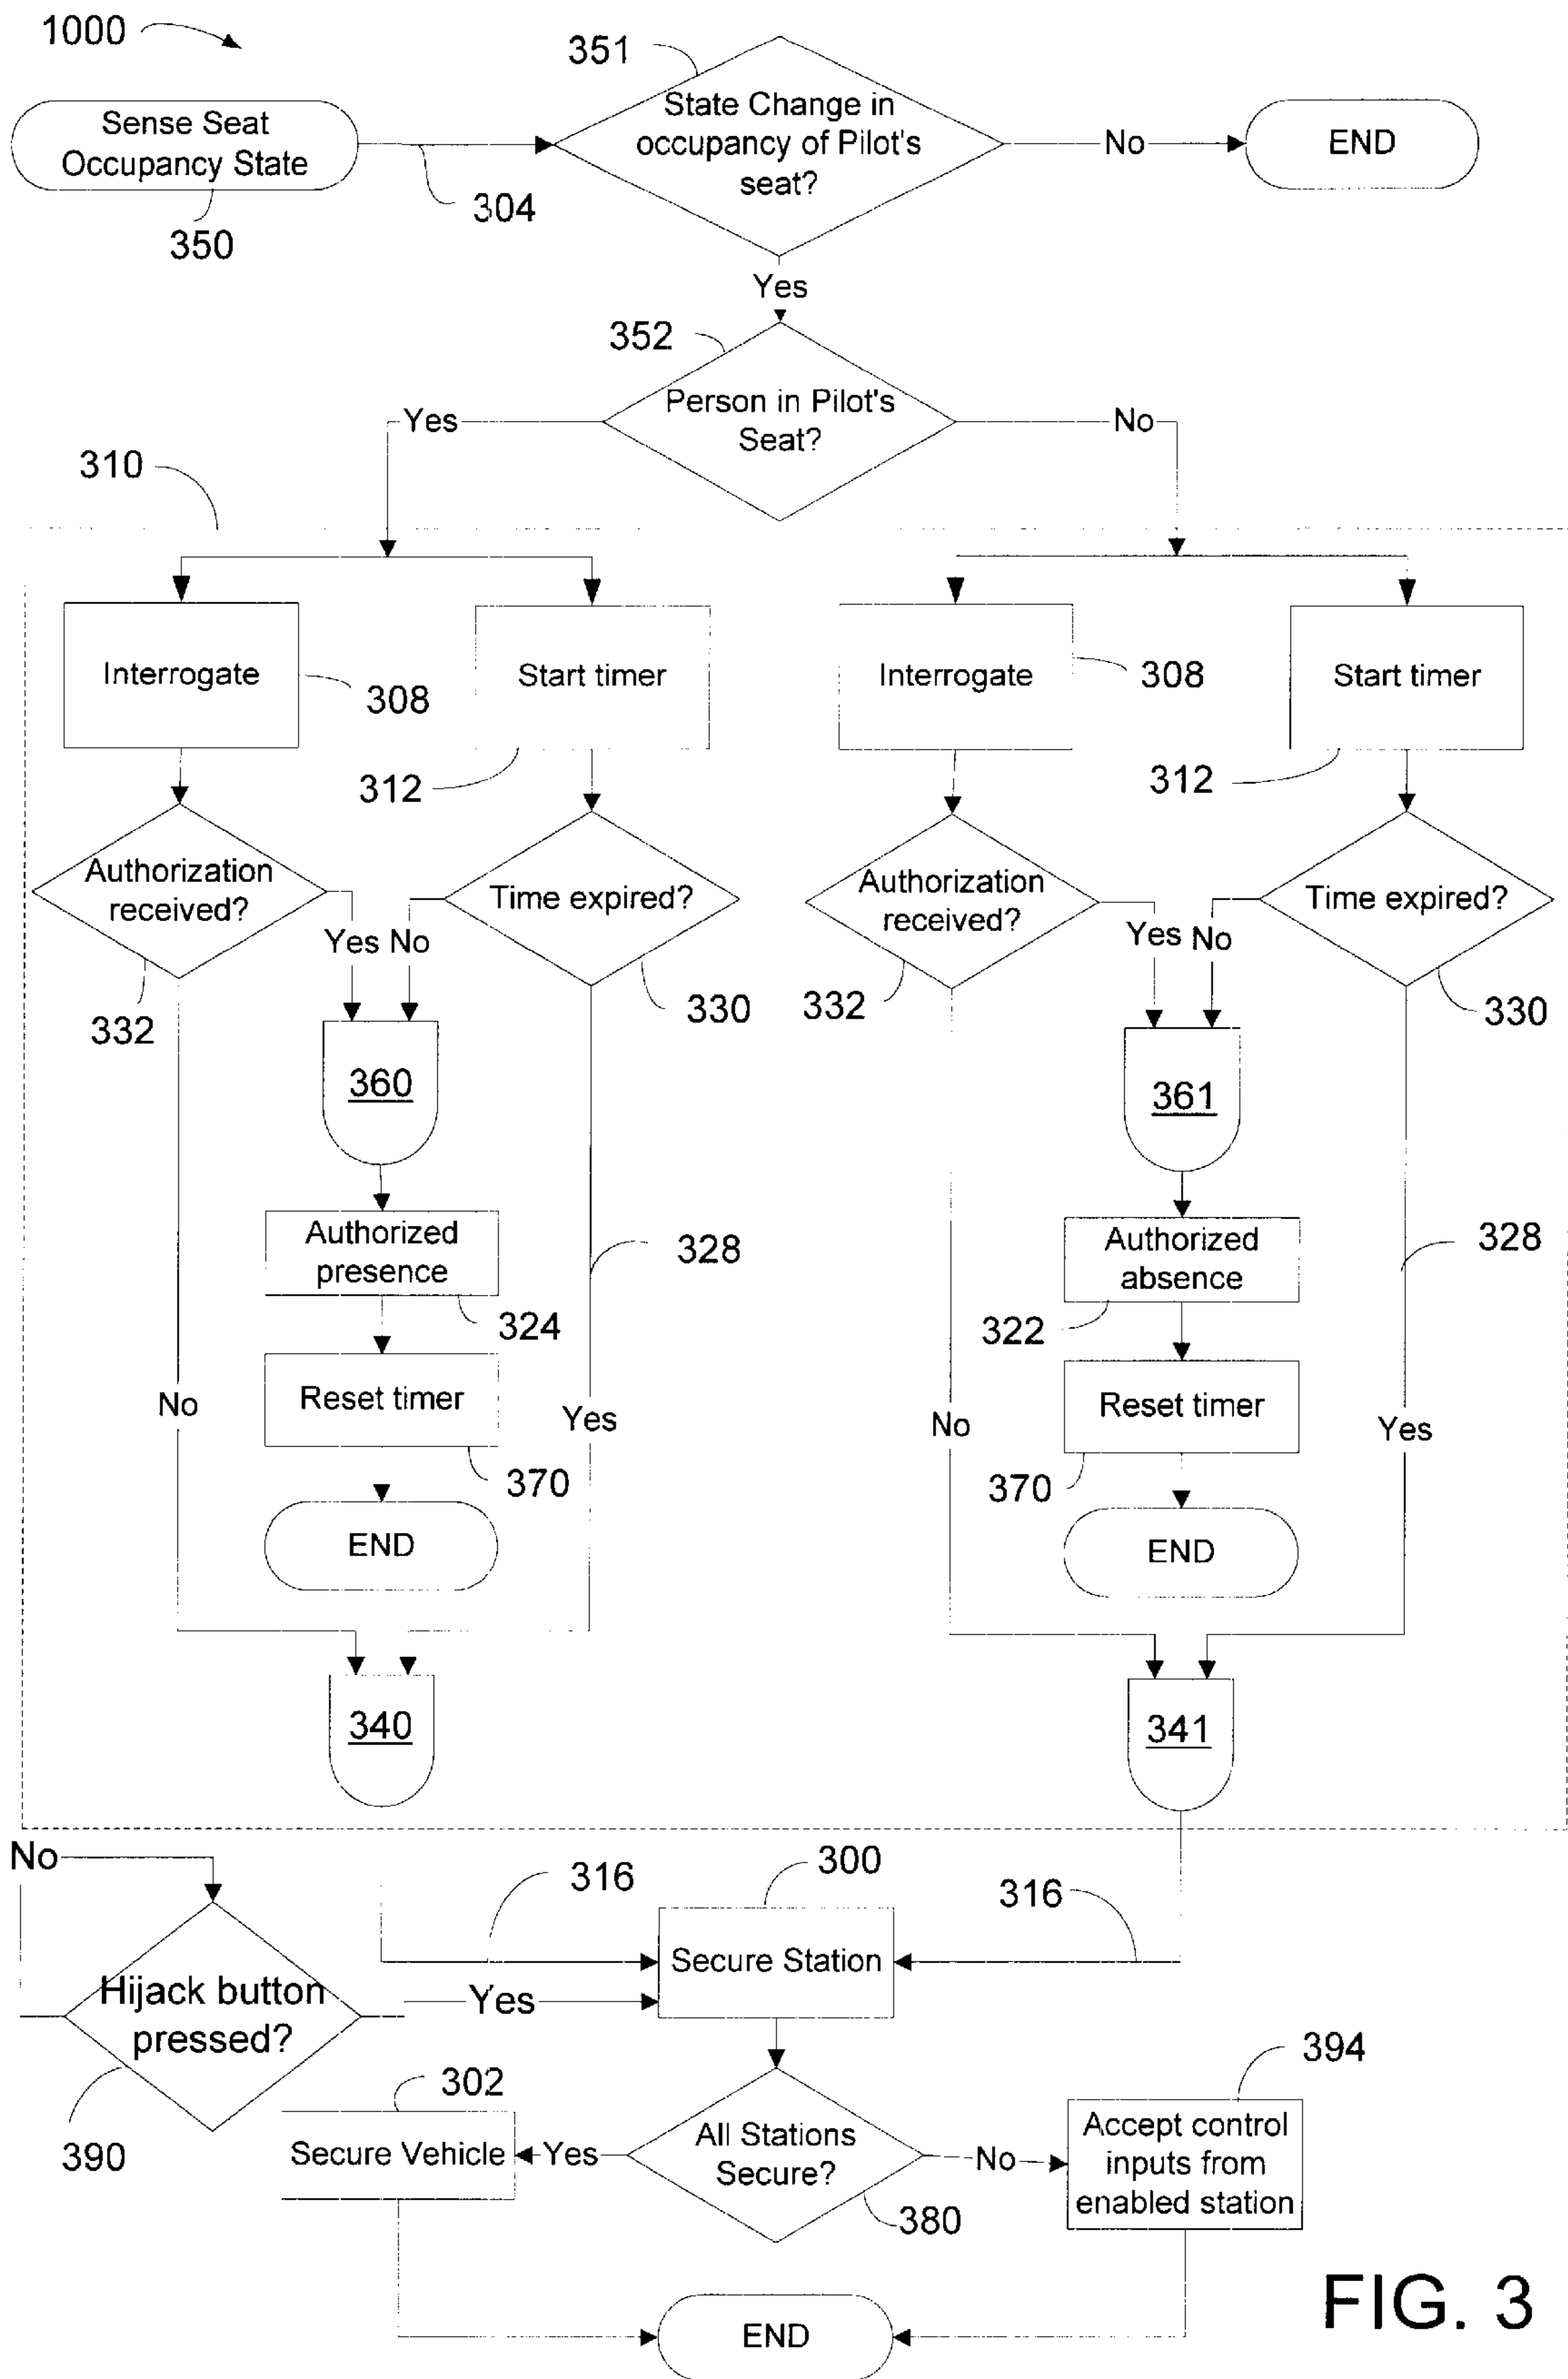 1000
351
State Change in
occupancy of Pilot's
seat?
Sense Seat
Occupancy State
No
END
304
350
Yes
352
Person in Pilot's
Seat?
Yes
No
310
Interrogate
Start timer
Interrogate
Start timer
308
308
312
312
Authorization
received?
Time expired?
Authorization
received?
Time expired?
Yes
No
Yes
No
332
330
332
330
360
361
Authorized
presence
328
Authorized
absence
328
324
322
Reset timer
Reset timer
No
Yes
No
Yes
370
370
END
END
340
341
No
316
300
316
Secure Station
Hijack button
pressed?
Yes
390
302
394
Secure Vehicle
Yes
All Stations
Secure?
No
Accept control
inputs from
enabled station
380
END
FIG. 3